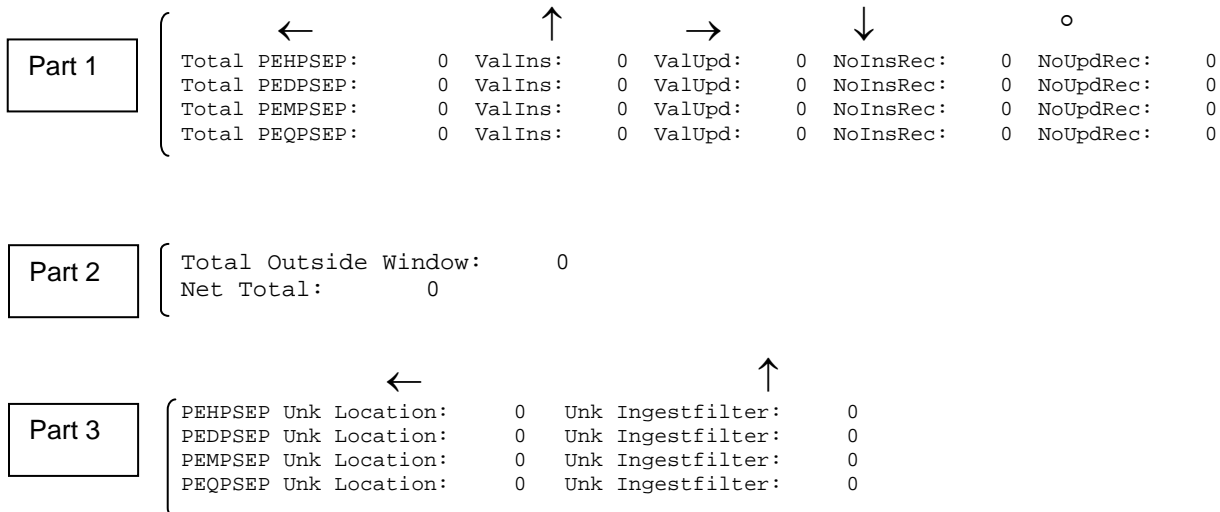 ← ↑ → ↓ °
Part 1
Total PEHPSEP: 0 ValIns: 0 ValUpd: 0 NoInsRec: 0 NoUpdRec: 0
Total PEDPSEP: 0 ValIns: 0 ValUpd: 0 NoInsRec: 0 NoUpdRec: 0
Total PEMPSEP: 0 ValIns: 0 ValUpd: 0 NoInsRec: 0 NoUpdRec: 0
Total PEQPSEP: 0 ValIns: 0 ValUpd: 0 NoInsRec: 0 NoUpdRec: 0
Part 2
Total Outside Window: 0
Net Total: 0
← ↑
Part 3
PEHPSEP Unk Location: 0 Unk Ingestfilter: 0
PEDPSEP Unk Location: 0 Unk Ingestfilter: 0
PEMPSEP Unk Location: 0 Unk Ingestfilter: 0
PEQPSEP Unk Location: 0 Unk Ingestfilter: 0